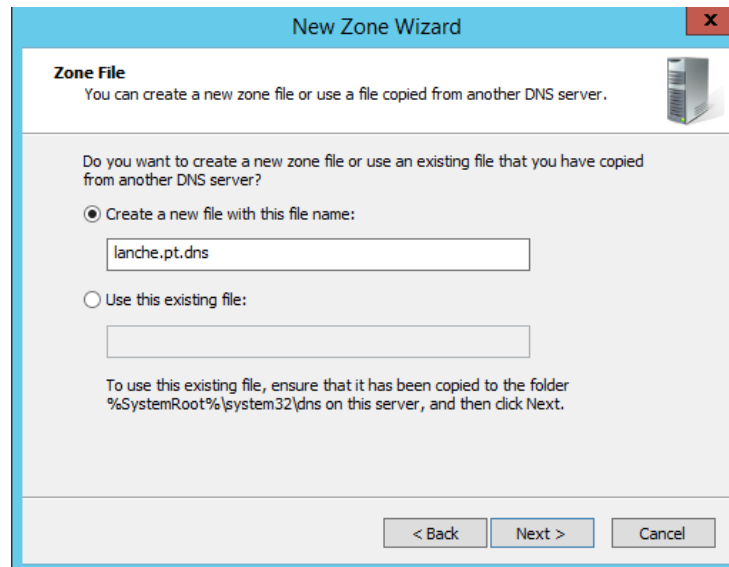 New Zone Wizard
x
Zone File
You can create a new zone file or use a file copied from another DNS server.
Do you want to create a new zone file or use an existing file that you have copied
from another DNS server?
Create a new file with this file name:
lanche.pt.dns
Use this existing file:
To use this existing file, ensure that it has been copied to the folder
%SystemRoot%\system32\dns on this server, and then click Next.
< Back Next > Cancel